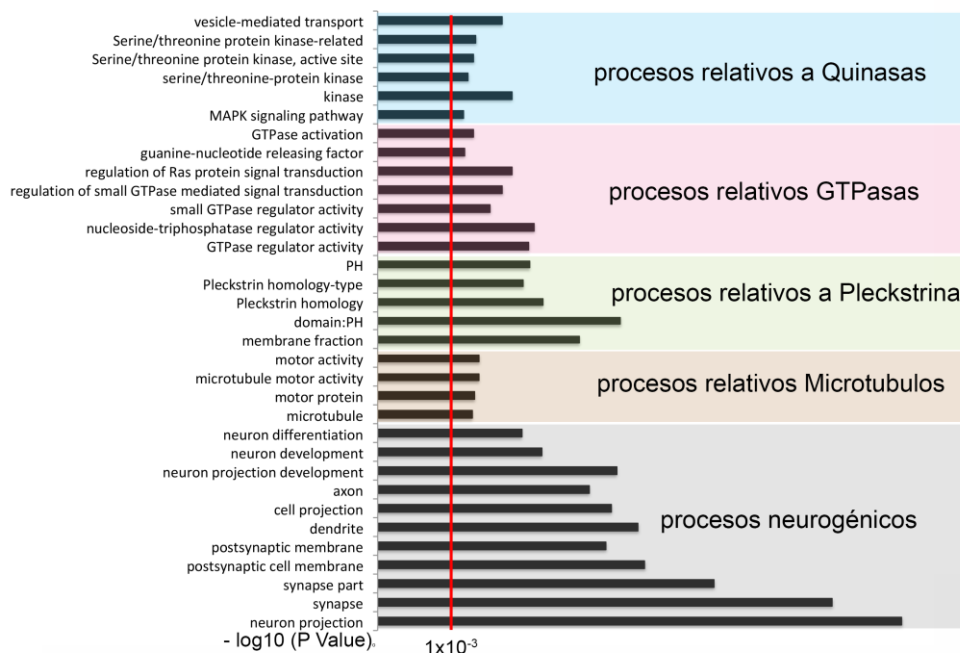 vesicle-mediated transport
Serine/threonine protein kinase-related
Serine/threonine protein kinase, active site
serine/threonine-protein kinase
kinase
MAPK signaling pathway
procesos relativos a Quinasas
GTPase activation
guanine-nucleotide releasing factor
regulation of Ras protein signal transduction
regulation of small GTPase mediated signal transduction
small GTPase regulator activity
nucleoside-triphosphatase regulator activity
GTPase regulator activity
procesos relativos GTPasas
PH
Pleckstrin homology-type
Pleckstrin homology
domain:PH
membrane fraction
procesos relativos a Pleckstrina
motor activity
microtubule motor activity
motor protein
microtubule
procesos relativos Microtubulos
neuron differentiation
neuron development
neuron projection development
axon
cell projection
dendrite
postsynaptic membrane
postsynaptic cell membrane
synapse part
synapse
neuron projection
procesos neurogénicos
- log10 (P Value)
1x10⁻³